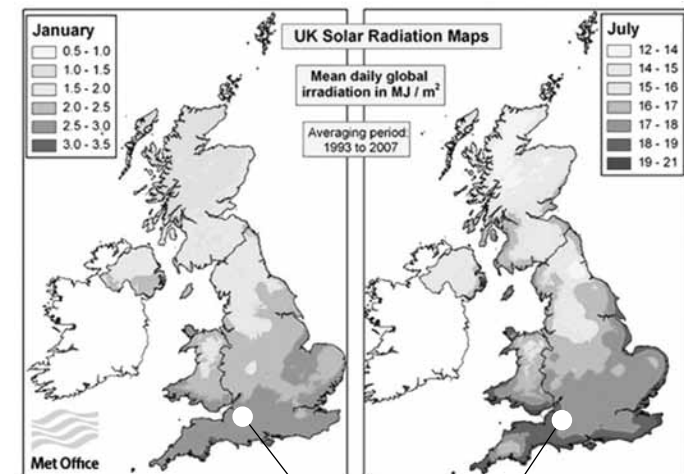 January
0.5 - 1.0
1.0 - 1.5
1.5 - 2.0
2.0 - 2.5
2.5 - 3.0
3.0 - 3.5
UK Solar Radiation Maps
Mean daily global
irradiation in MJ / m²
Averaging period:
1993 to 2007
July
12 - 14
14 - 15
15 - 16
16 - 17
17 - 18
18 - 19
19 - 21
Met Office